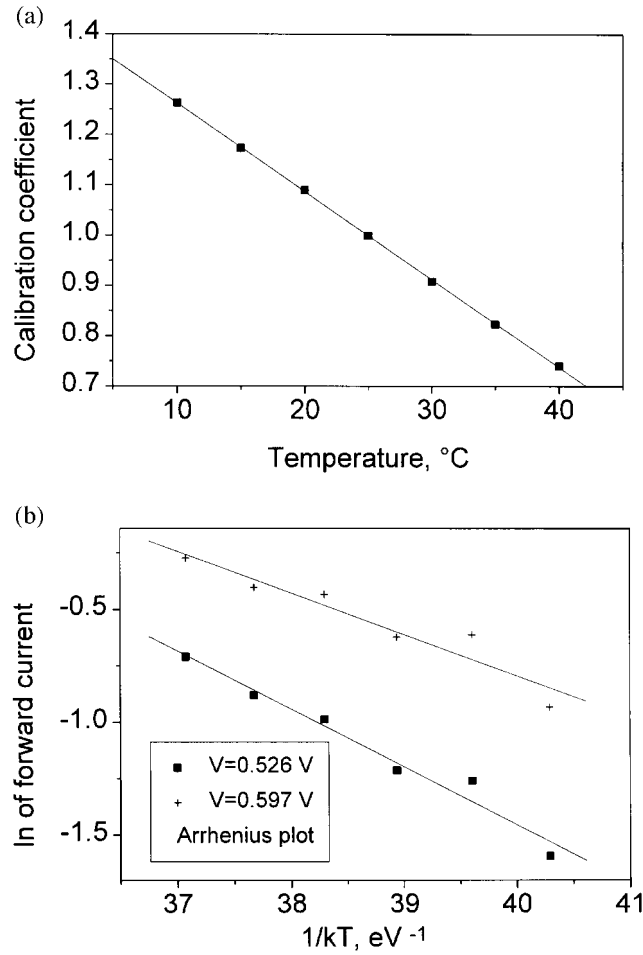 (a)
Calibration coefficient
1.4
1.3
1.2
1.1
1.0
0.9
0.8
0.7
10 20 30 40
Temperature, °C
(b)
ln of forward current
-0.5
-1.0
-1.5
V=0.526 V
V=0.597 V
Arrhenius plot
37 38 39 40 41
1/kT, eV -1